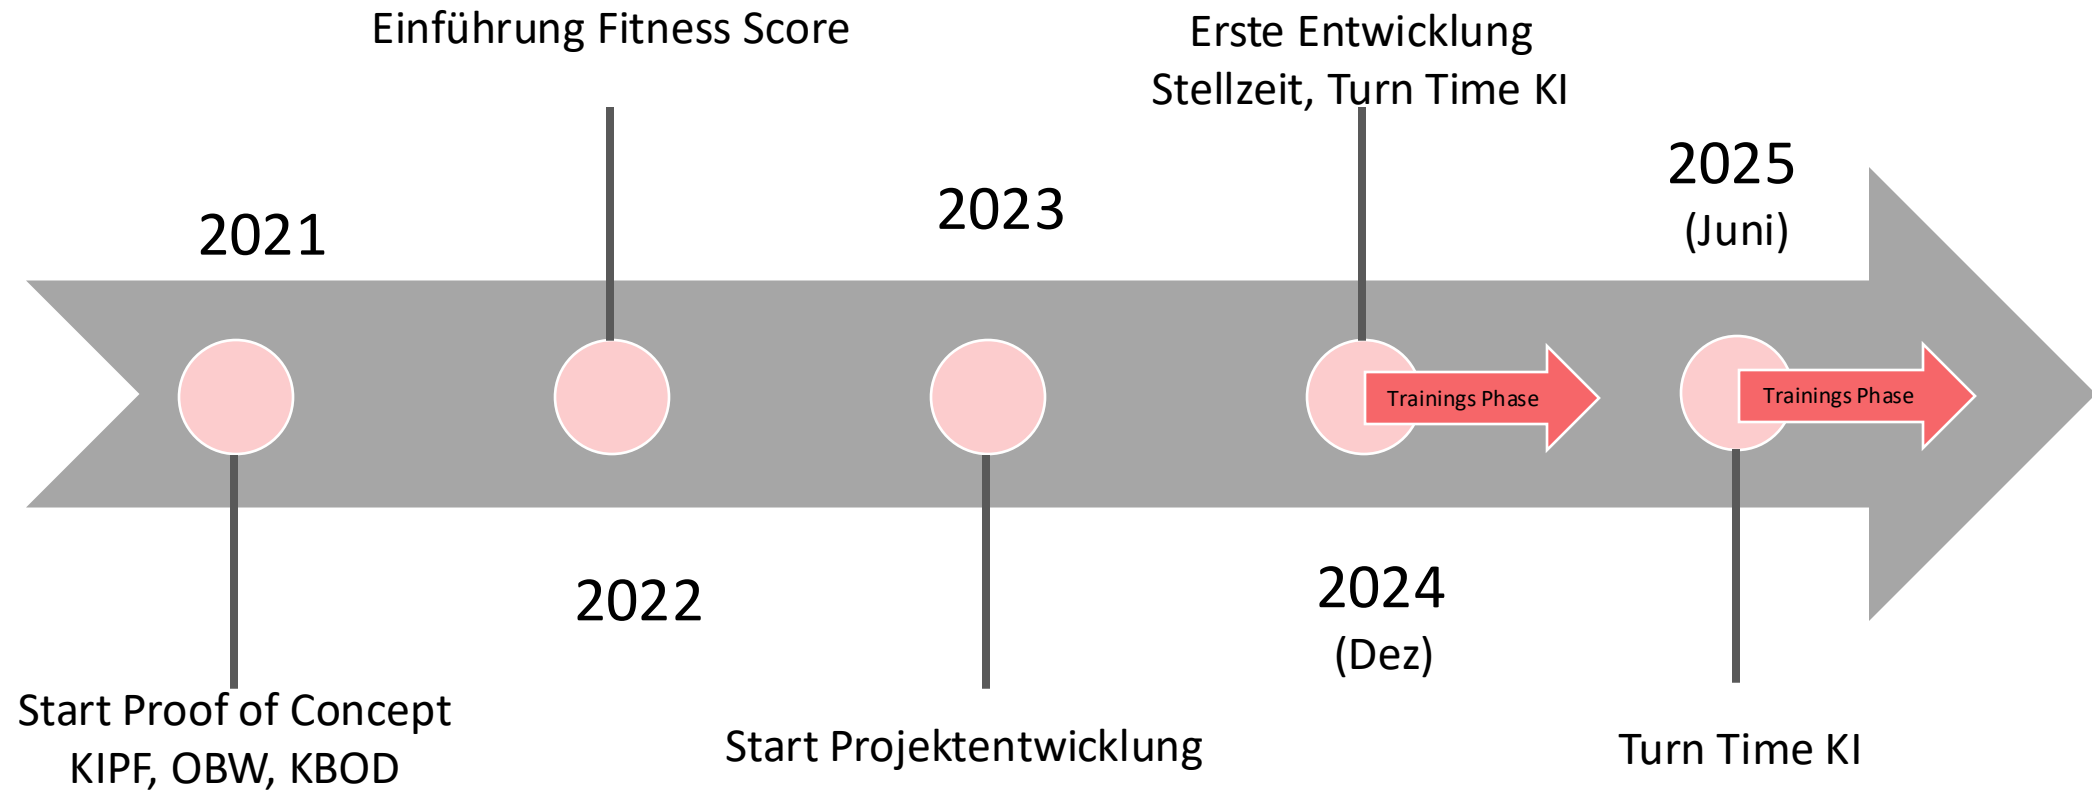 Einführung Fitness Score
Erste Entwicklung
Stellzeit, Turn Time KI
2021
2023
2025
(Juni)
Trainings Phase
Trainings Phase
2022
2024
(Dez)
Start Proof of Concept
KIPF, OBW, KBOD
Start Projektentwicklung
Turn Time KI